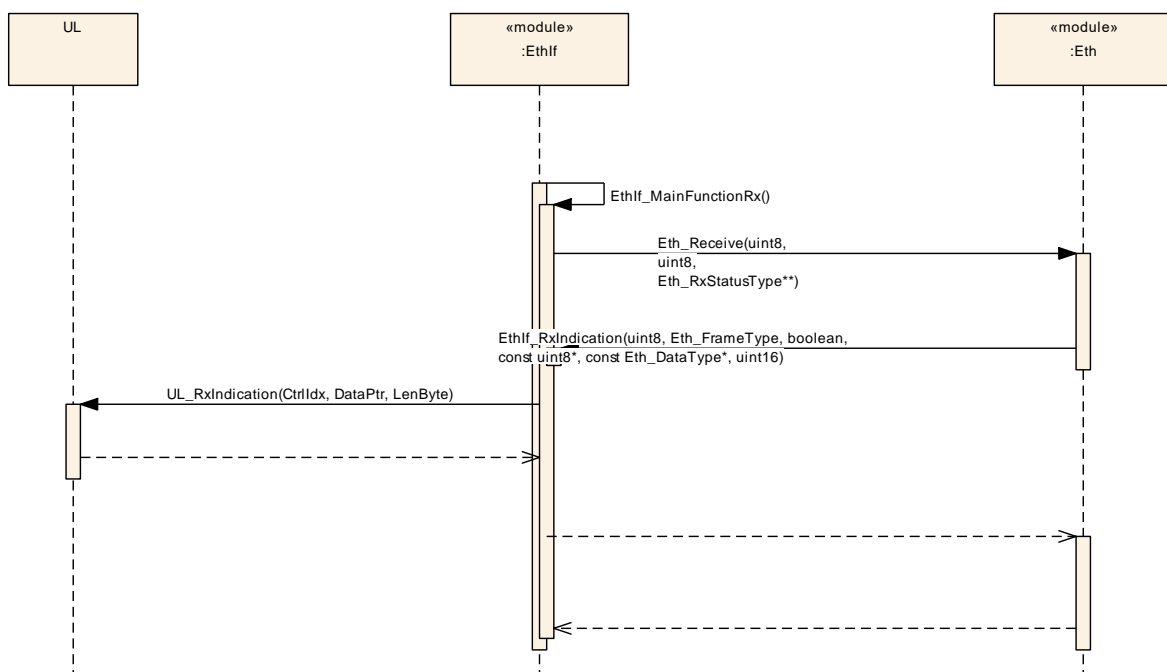 UL
«module»
:EthIf
«module»
:Eth
EthIf_MainFunctionRx()
Eth_Receive(uint8,
uint8,
Eth_RxStatusType**)
EthIf_RxIndication(uint8, Eth_FrameType, boolean,
const uint8*, const Eth_DataType*, uint16)
UL_RxIndication(CtrlIdx, DataPtr, LenByte)